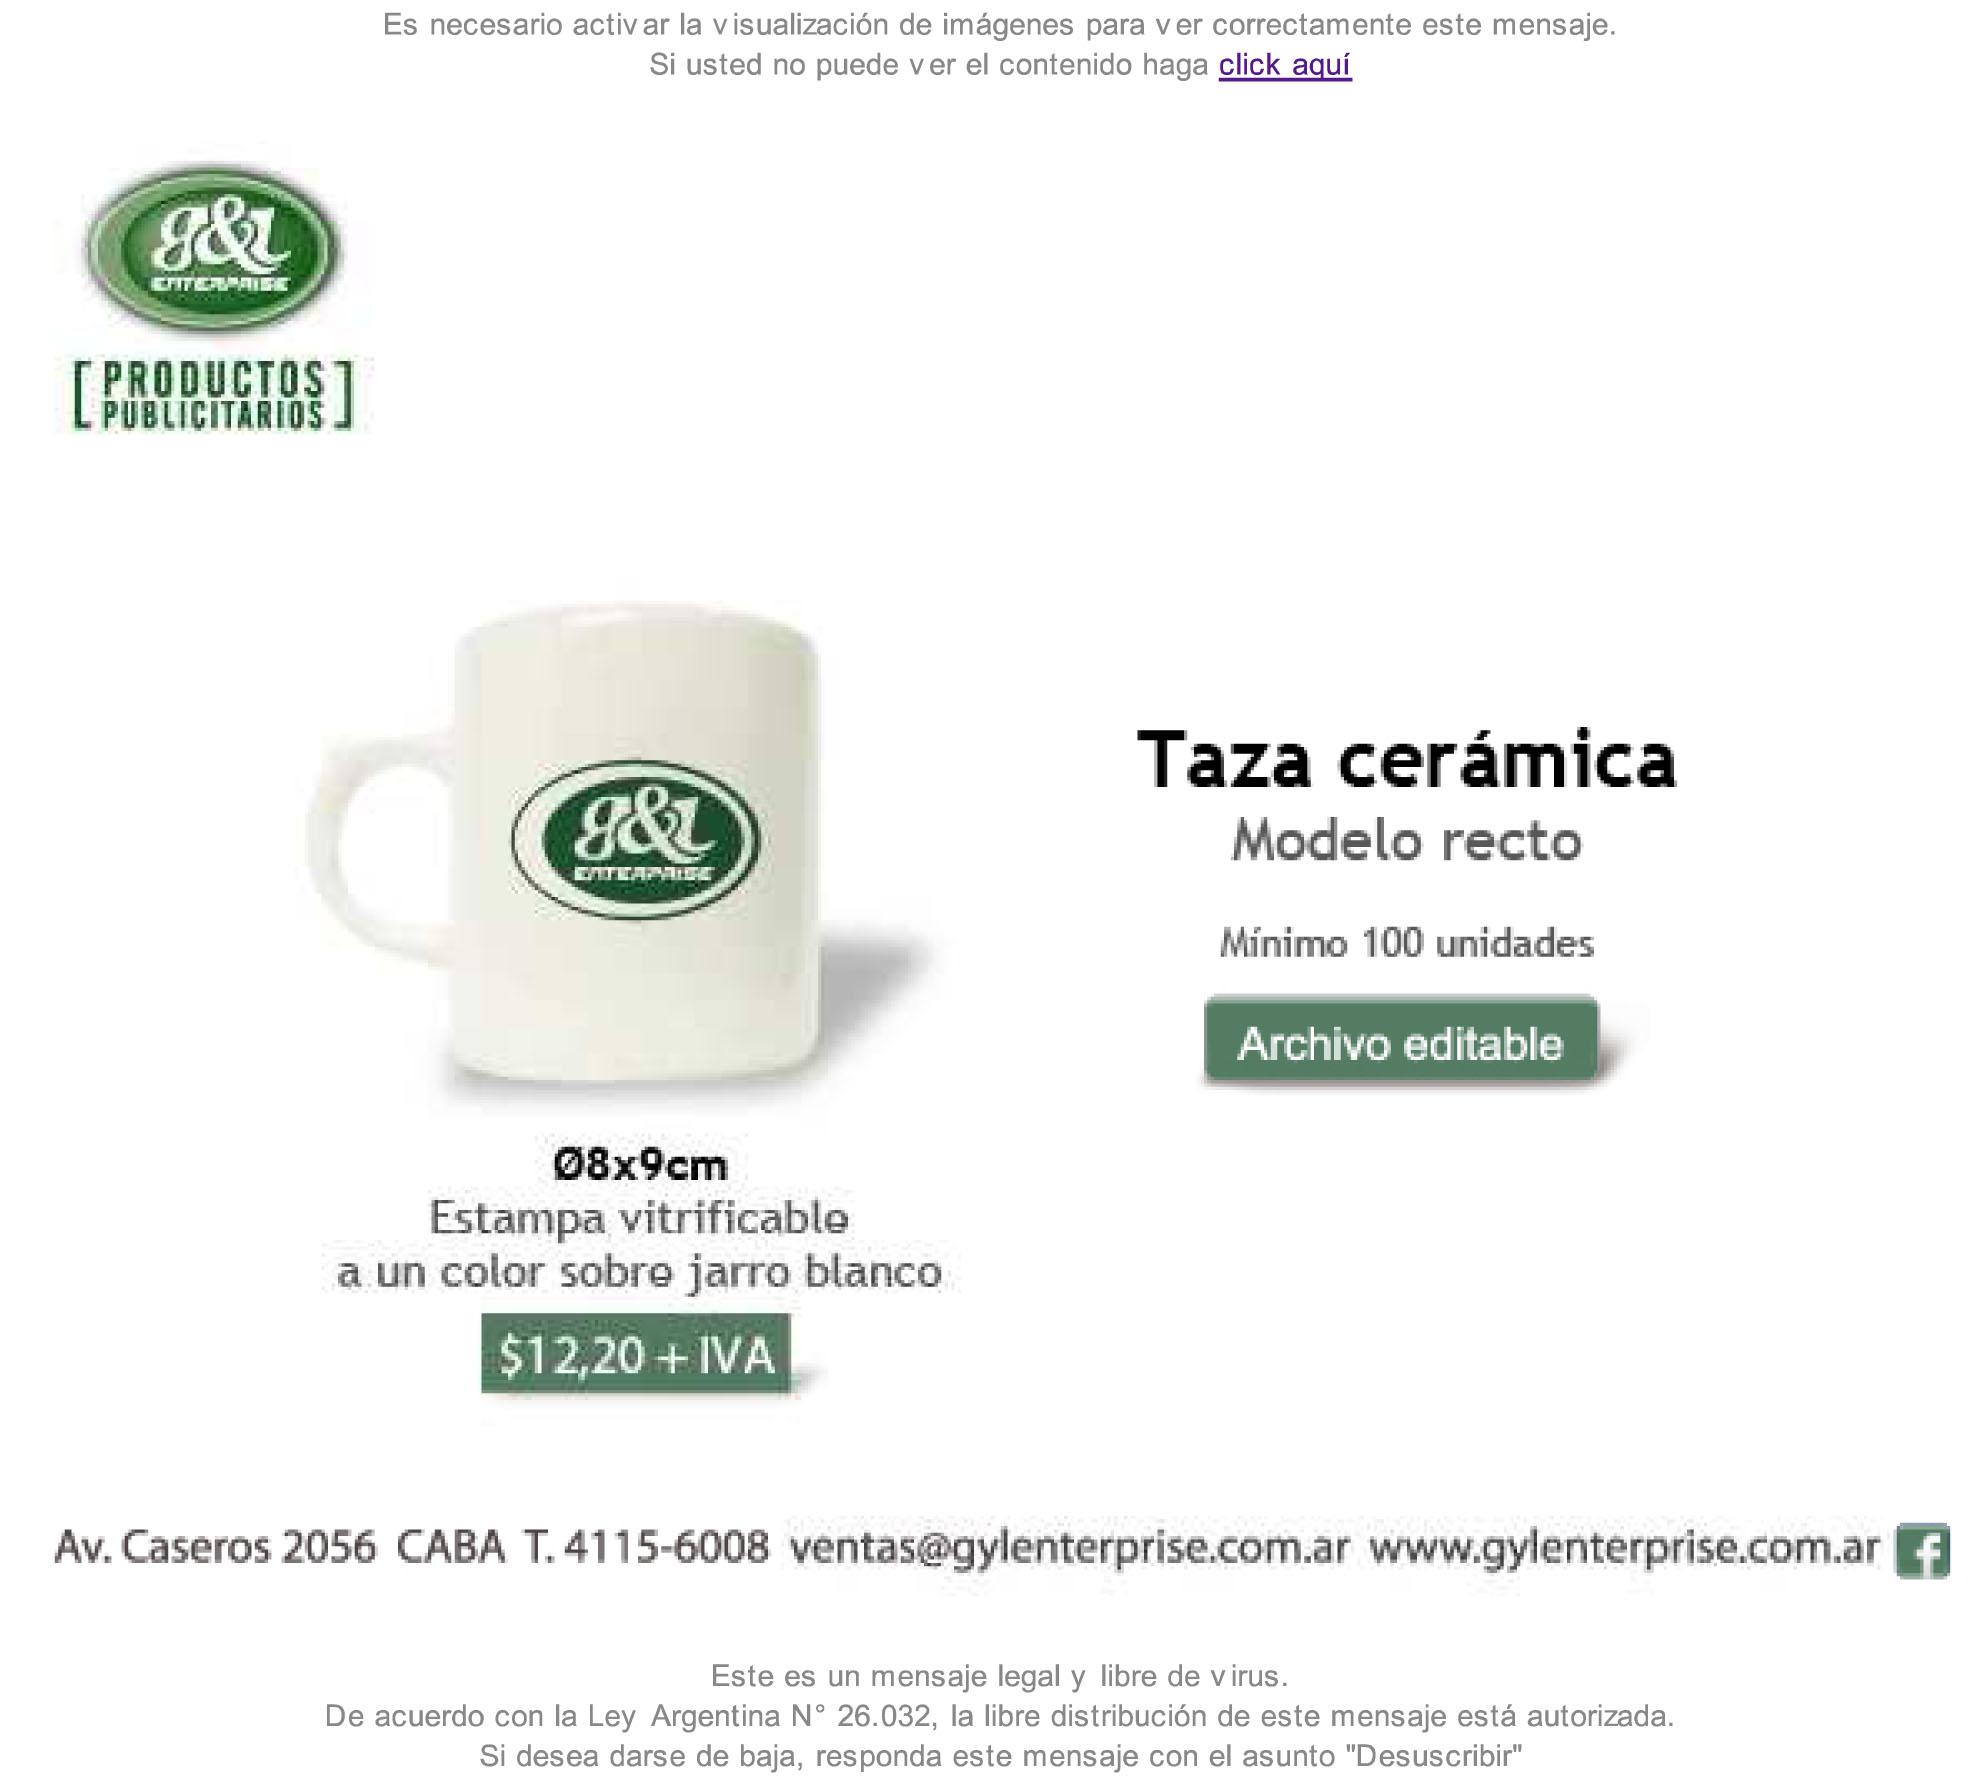 Es necesario activar la visualización de imágenes para ver correctamente este mensaje.
Si usted no puede ver el contenido haga click aquí
g&l
ENTERPRISE
[PRODUCTOS
PUBLICITARIOS]
g&l
ENTERPRISE
Taza cerámica
Modelo recto
Mínimo 100 unidades
Archivo editable
Ø8x9cm
Estampa vitrificable
a un color sobre jarro blanco
$12,20 + IVA
Av. Caseros 2056 CABA T. 4115-6008 ventas@gylenterprise.com.ar www.gylenterprise.com.ar f
Este es un mensaje legal y libre de virus.
De acuerdo con la Ley Argentina N° 26.032, la libre distribución de este mensaje está autorizada.
Si desea darse de baja, responda este mensaje con el asunto "Desuscribir"